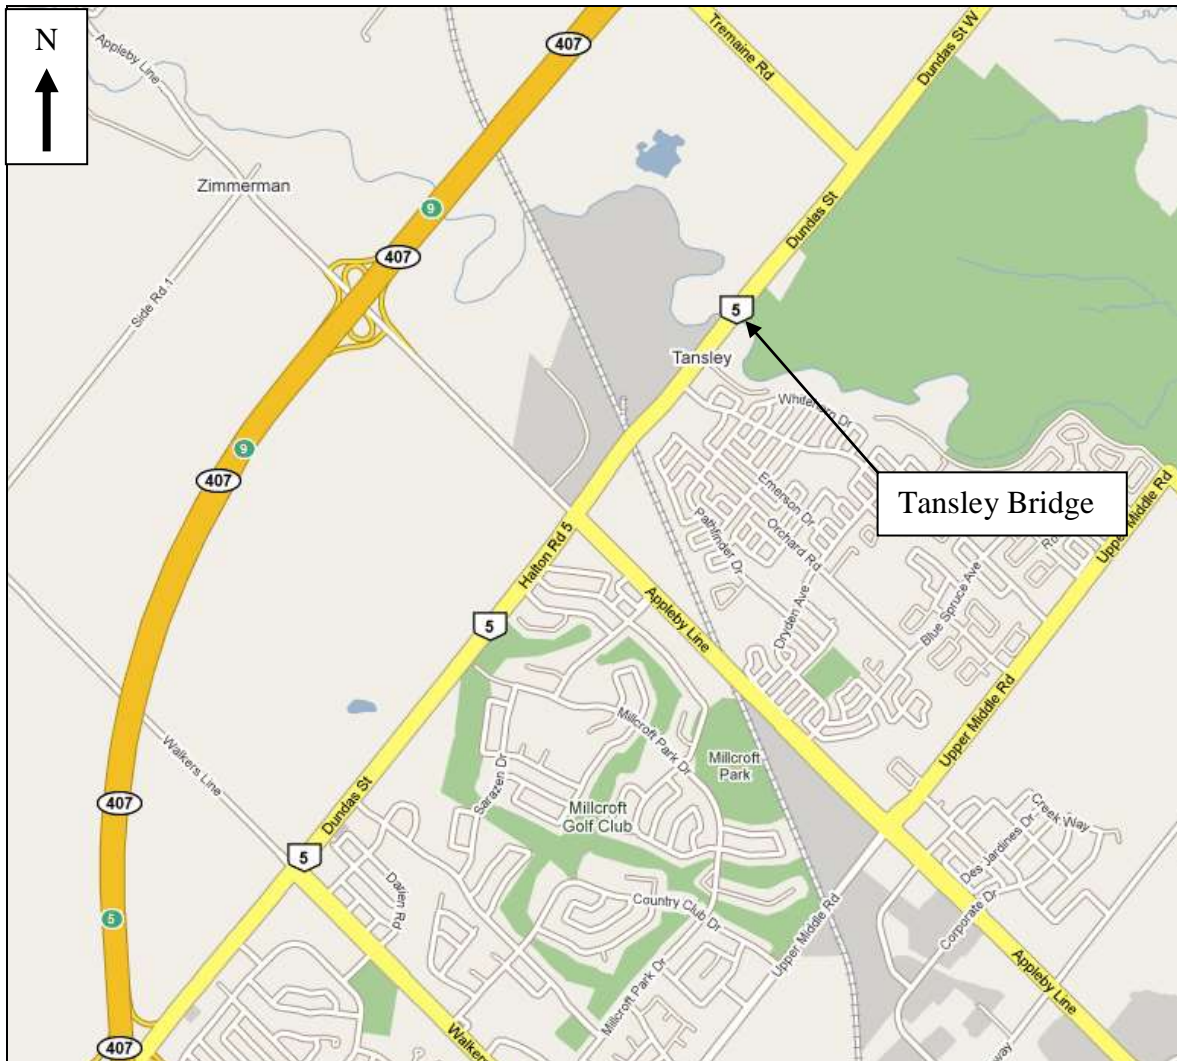 N
Appleby Line
407
Tremaine Rd
Dundas St W
Zimmerman
9
407
Dundas St
Side Rd 1
5
Tansley
Whitehorn Dr
9
407
Emerson Dr
Tansley Bridge
Pathfinder Dr
Orchard Rd
Upper Middle Rd
Halton Rd 5
Appleby Line
Dryden Ave
Blue Spruce Ave
Ro
5
Upper Middle Rd
Millcroft Park Dr
Walkers Line
Sarazen Dr
Millcroft
Park
407
Dundas St
Millcroft
Golf Club
Creek Way
Des Jardines Dr
5
Darien Rd
Country Club Dr
Corporate Dr
5
Upper Middle Rd
Millcroft Park Dr
Appleby Line
407
Walkers
way